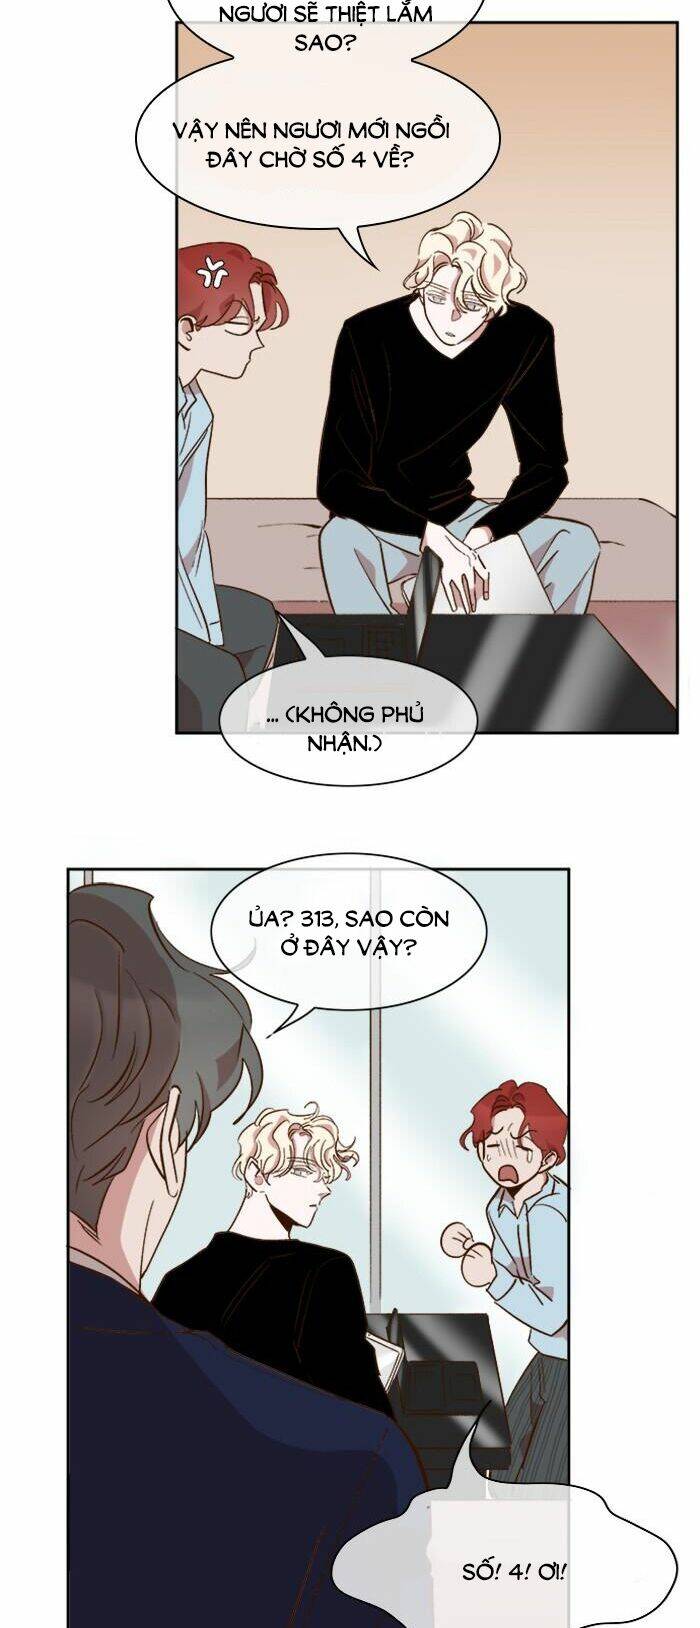 NGƯƠI SẼ THIỆT LẮM
SAO?
VẬY NÊN NGƯƠI MỚI NGỒI
ĐÂY CHỜ SỐ 4 VỀ?
... (KHÔNG PHỦ
NHẬN.)
ỦA? 313, SAO CÒN
Ở ĐÂY VẬY?
SỐ! 4! ƠI!